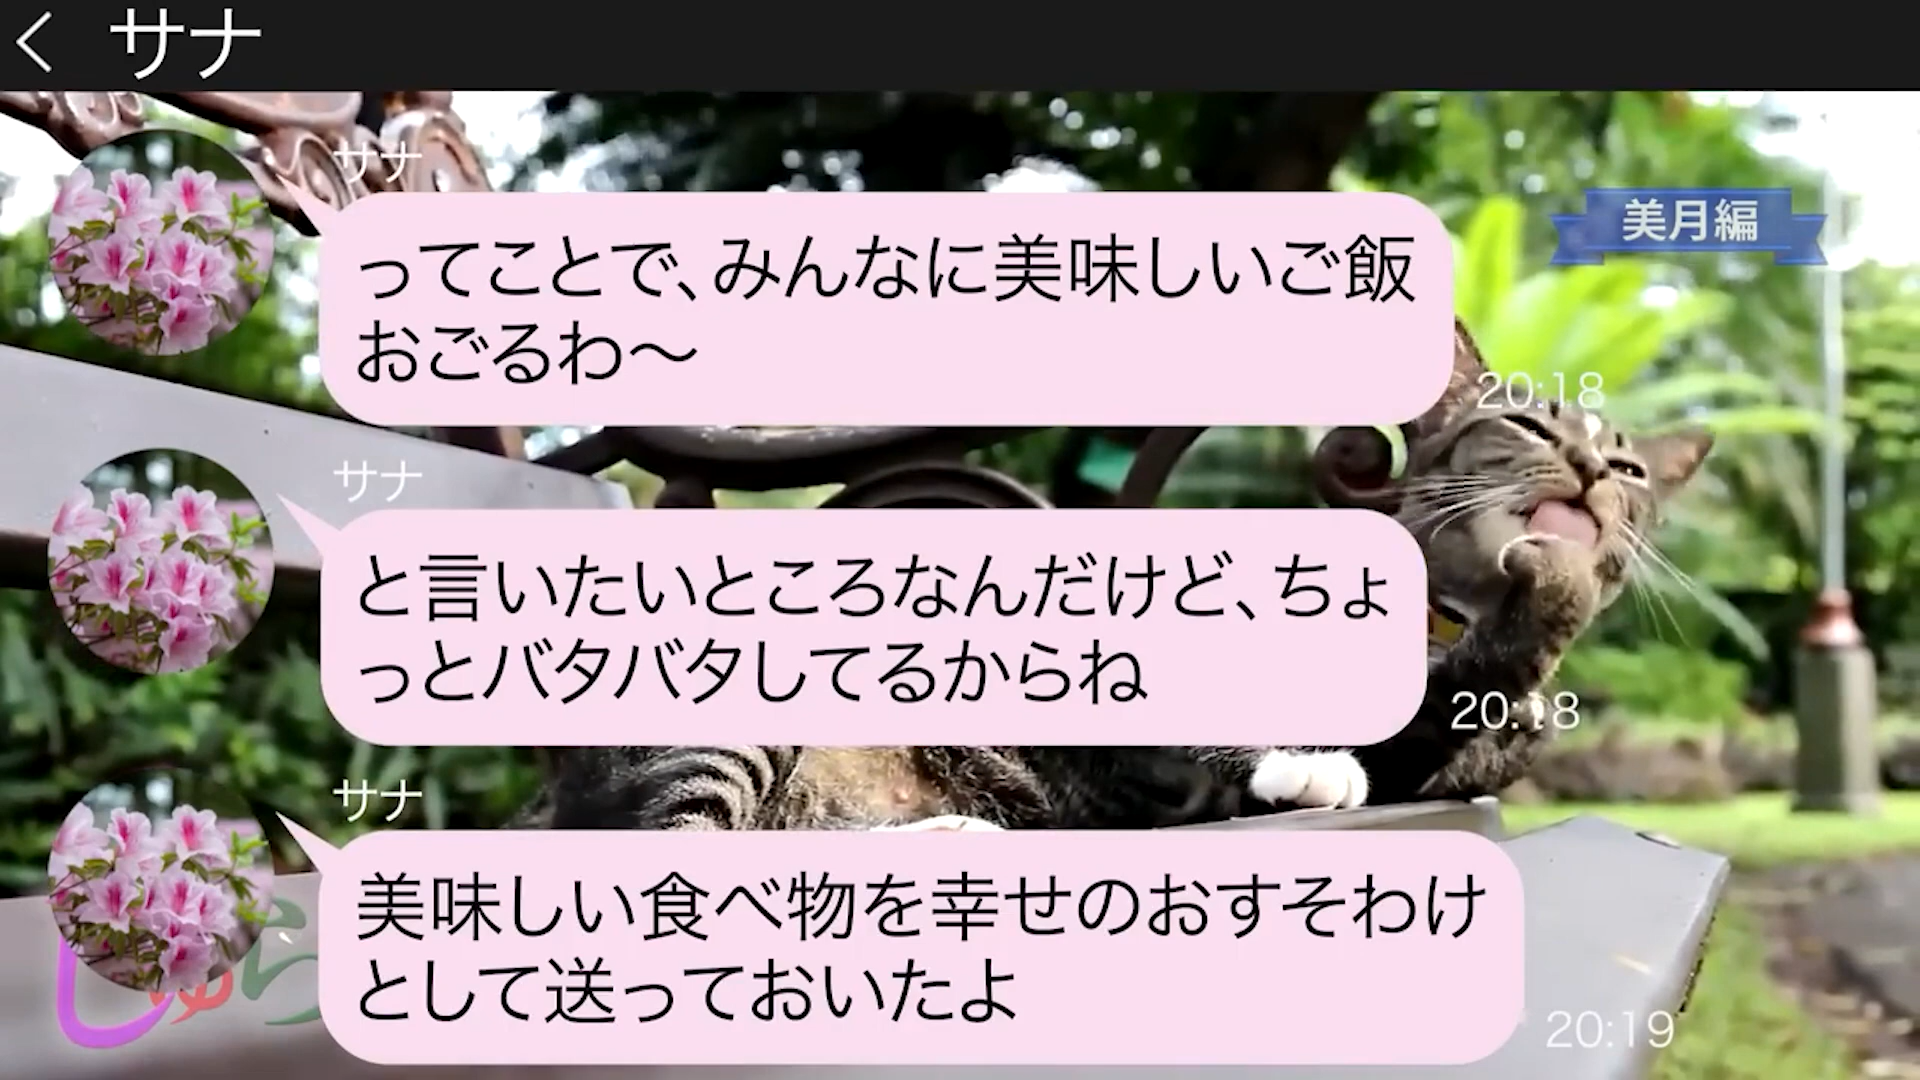 サナ
サナ
美月編
ってことで、みんなに美味しいご飯
おごるわ〜
20:18
サナ
と言いたいところなんだけど、ちょ
っとバタバタしてるからね
20:18
サナ
美味しい食べ物を幸せのおすそわけ
として送っておいたよ
20:19
しゅら